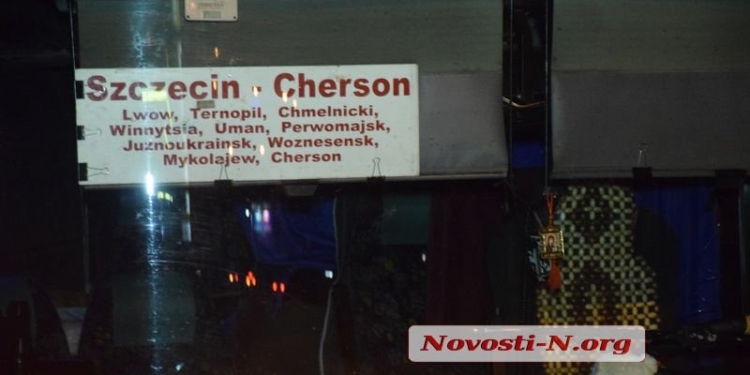 Szczecin - Cherson
Lwow, Ternopil, Chmelnicki,
Winnytsia, Uman, Perwomajsk,
Juznoukrainsk, Woznesensk,
Mykolajew, Cherson
Novosti-N.org